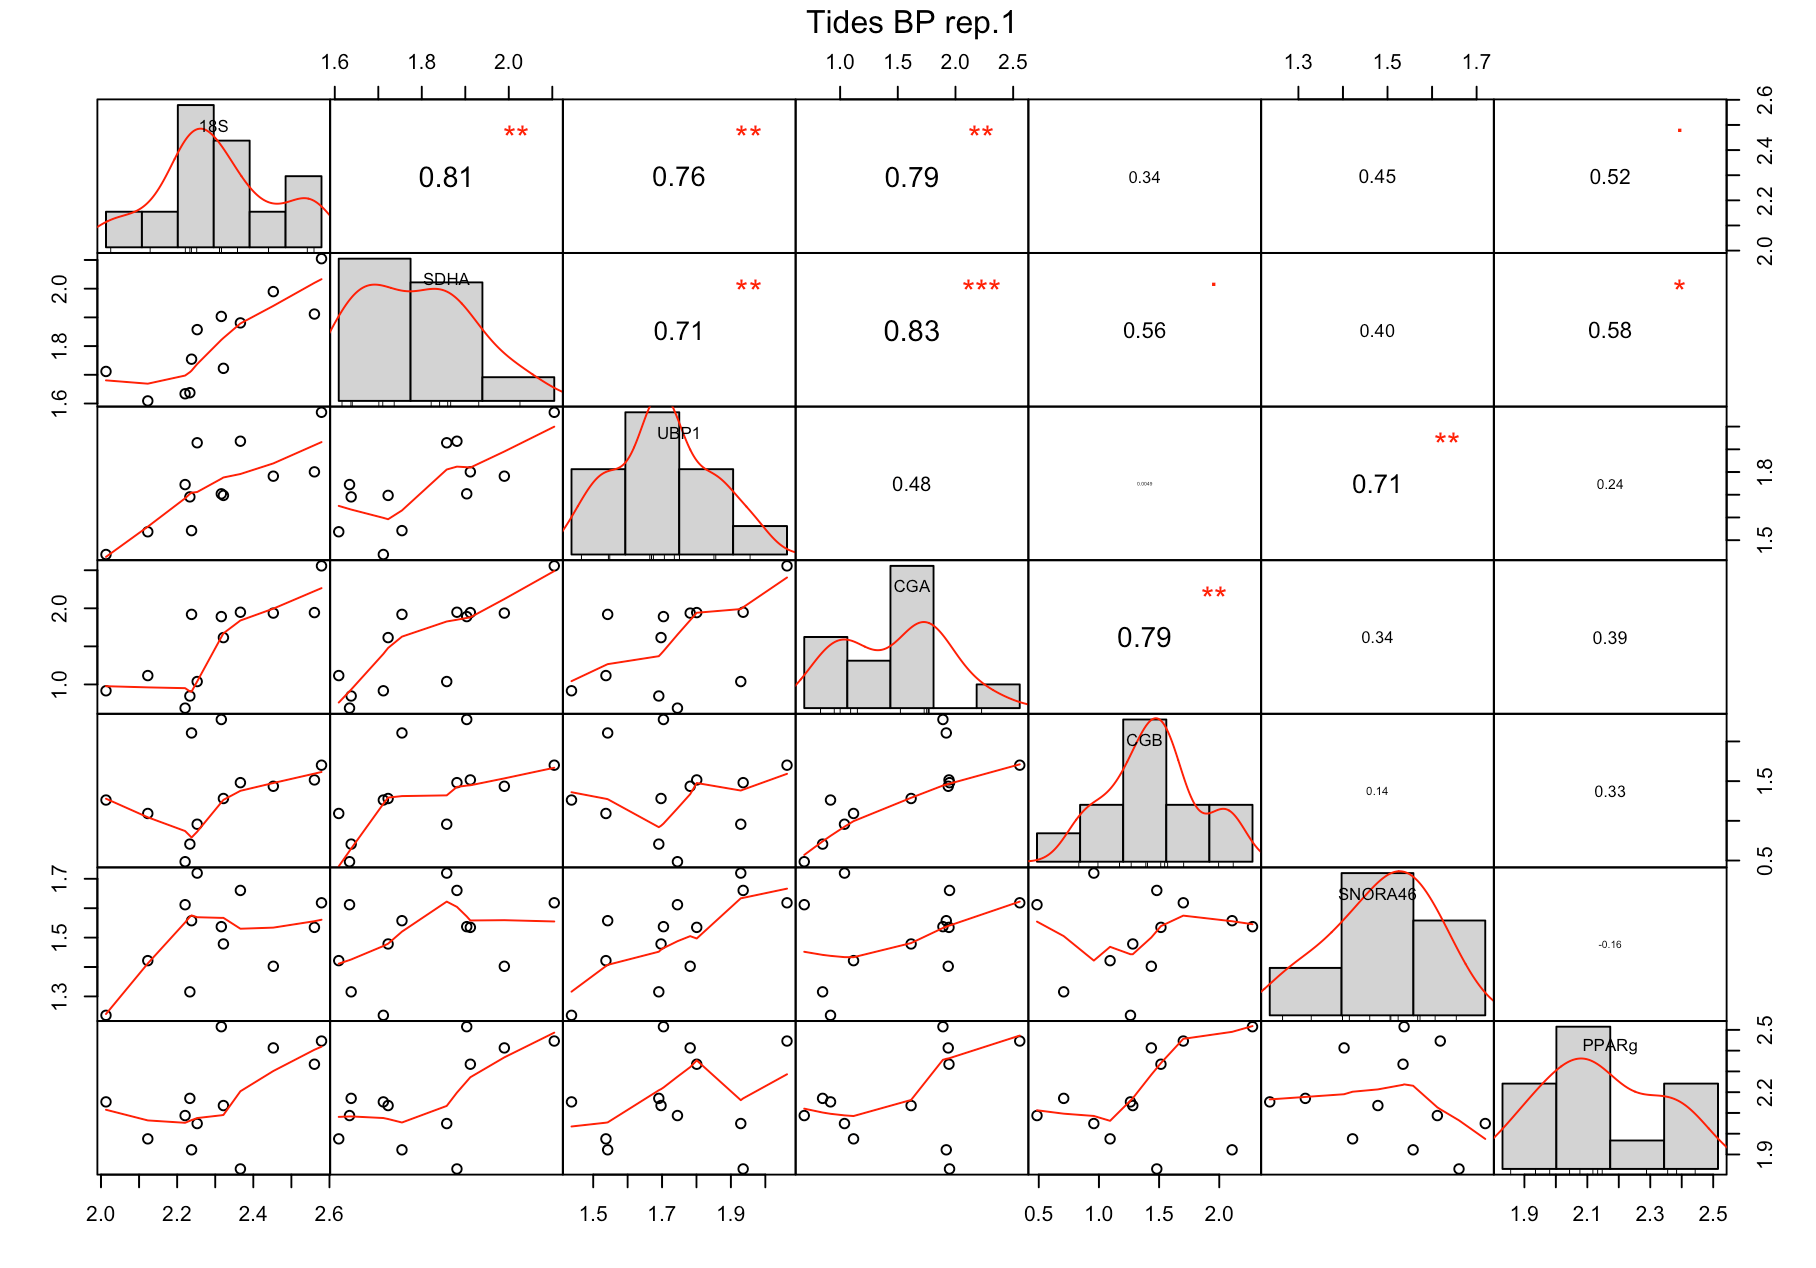 Tides BP rep.1
1.6 1.8 2.0 1.0 1.5 2.0 2.5 1.3 1.5 1.7
18S ** ** ** .
0.81 0.76 0.79 0.34 0.45 0.52
2.0 2.2 2.4 2.6
SDHA ** *** . *
0.71 0.83 0.56 0.40 0.58
1.6 1.8 2.0
UBP1 **
0.48 0.71 0.24
1.5 1.8
CGA **
0.79 0.34 0.39
1.0 2.0
CGB
0.14 0.33
0.5 1.5
SNORA46
-0.16
1.3 1.5 1.7
PPARg
1.9 2.2 2.5
2.0 2.2 2.4 2.6 1.5 1.7 1.9 0.5 1.0 1.5 2.0 1.9 2.1 2.3 2.5